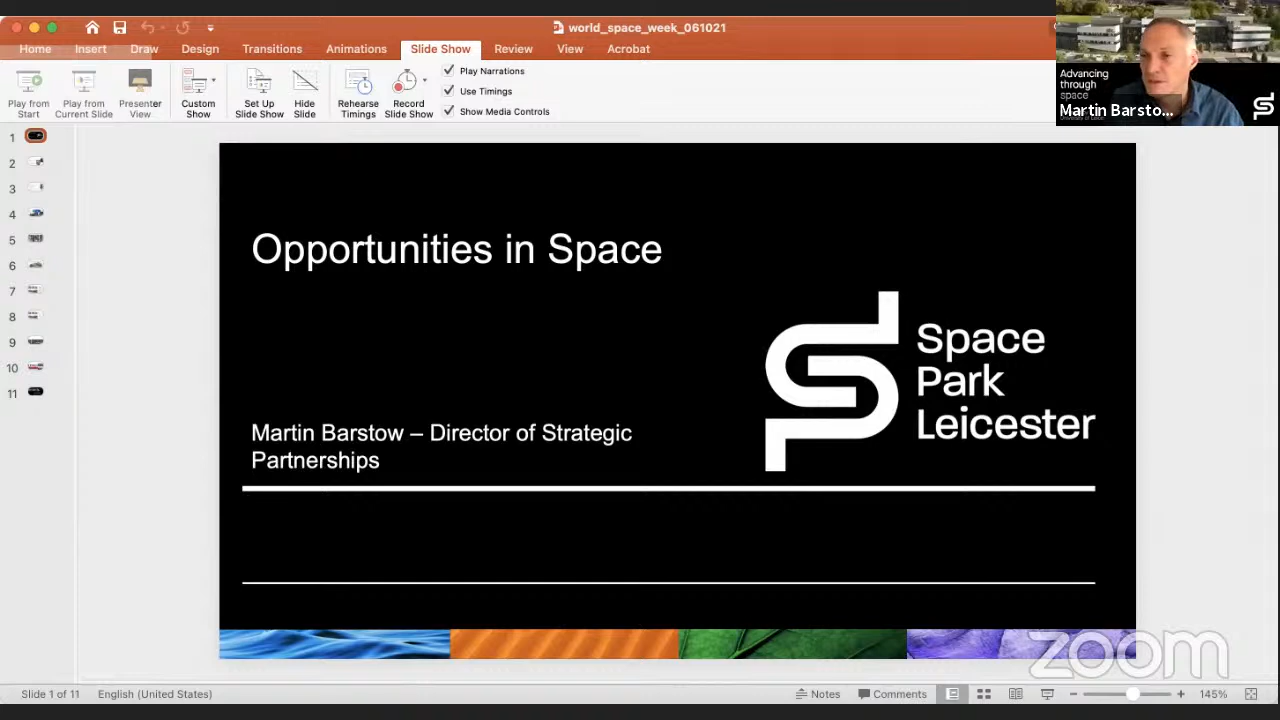 world_space_week_061021
Home Insert Draw Design Transitions Animations Slide Show Review View Acrobat
Play from Start
Play from Current Slide
Presenter View
Custom Show
Set Up Slide Show
Hide Slide
Rehearse Timings
Record Slide Show
Play Narrations
Use Timings
Show Media Controls
Advancing
through
space
Martin Barsto...
1
2
3
4
5
6
7
8
9
10
11
Opportunities in Space
Space
Park
Leicester
Martin Barstow – Director of Strategic
Partnerships
zoom
Slide 1 of 11 English (United States) Notes Comments 145%